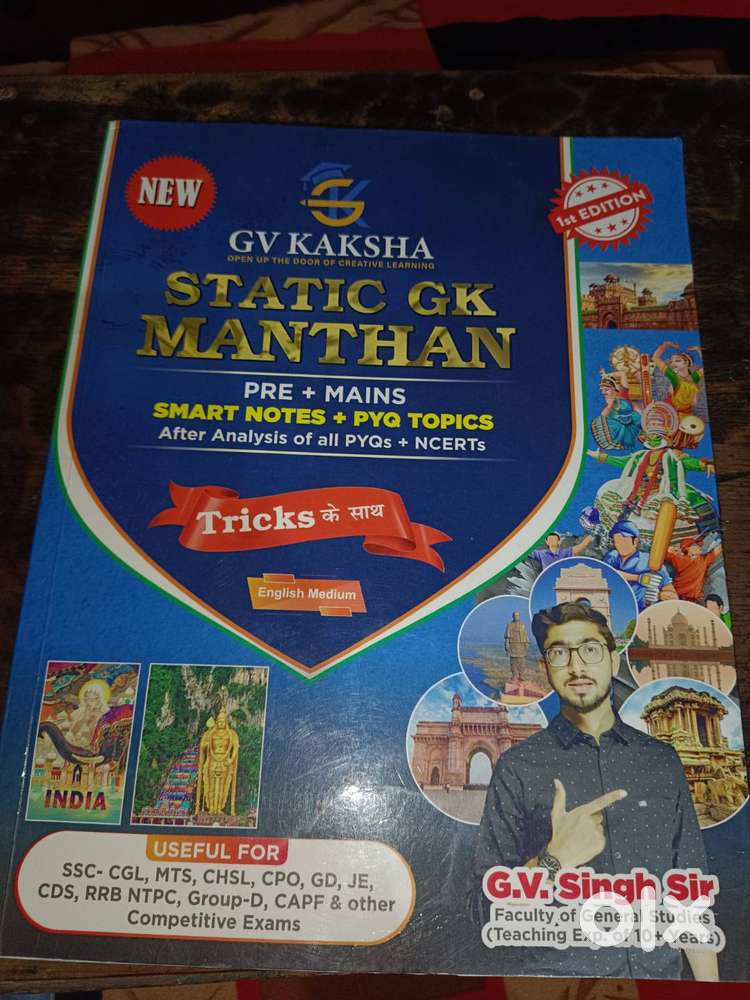 NEW
1st EDITION
GV KAKSHA
OPEN UP THE DOOR OF CREATIVE LEARNING
STATIC GK
MANTHAN
PRE + MAINS
SMART NOTES + PYQ TOPICS
After Analysis of all PYQs + NCERTs
Tricks के साथ
English Medium
INDIA
USEFUL FOR
SSC- CGL, MTS, CHSL, CPO, GD, JE,
CDS, RRB NTPC, Group-D, CAPF & other
Competitive Exams
G.V. Singh Sir
Faculty of General Studies
(Teaching Exp. of 10+ Years)
olx